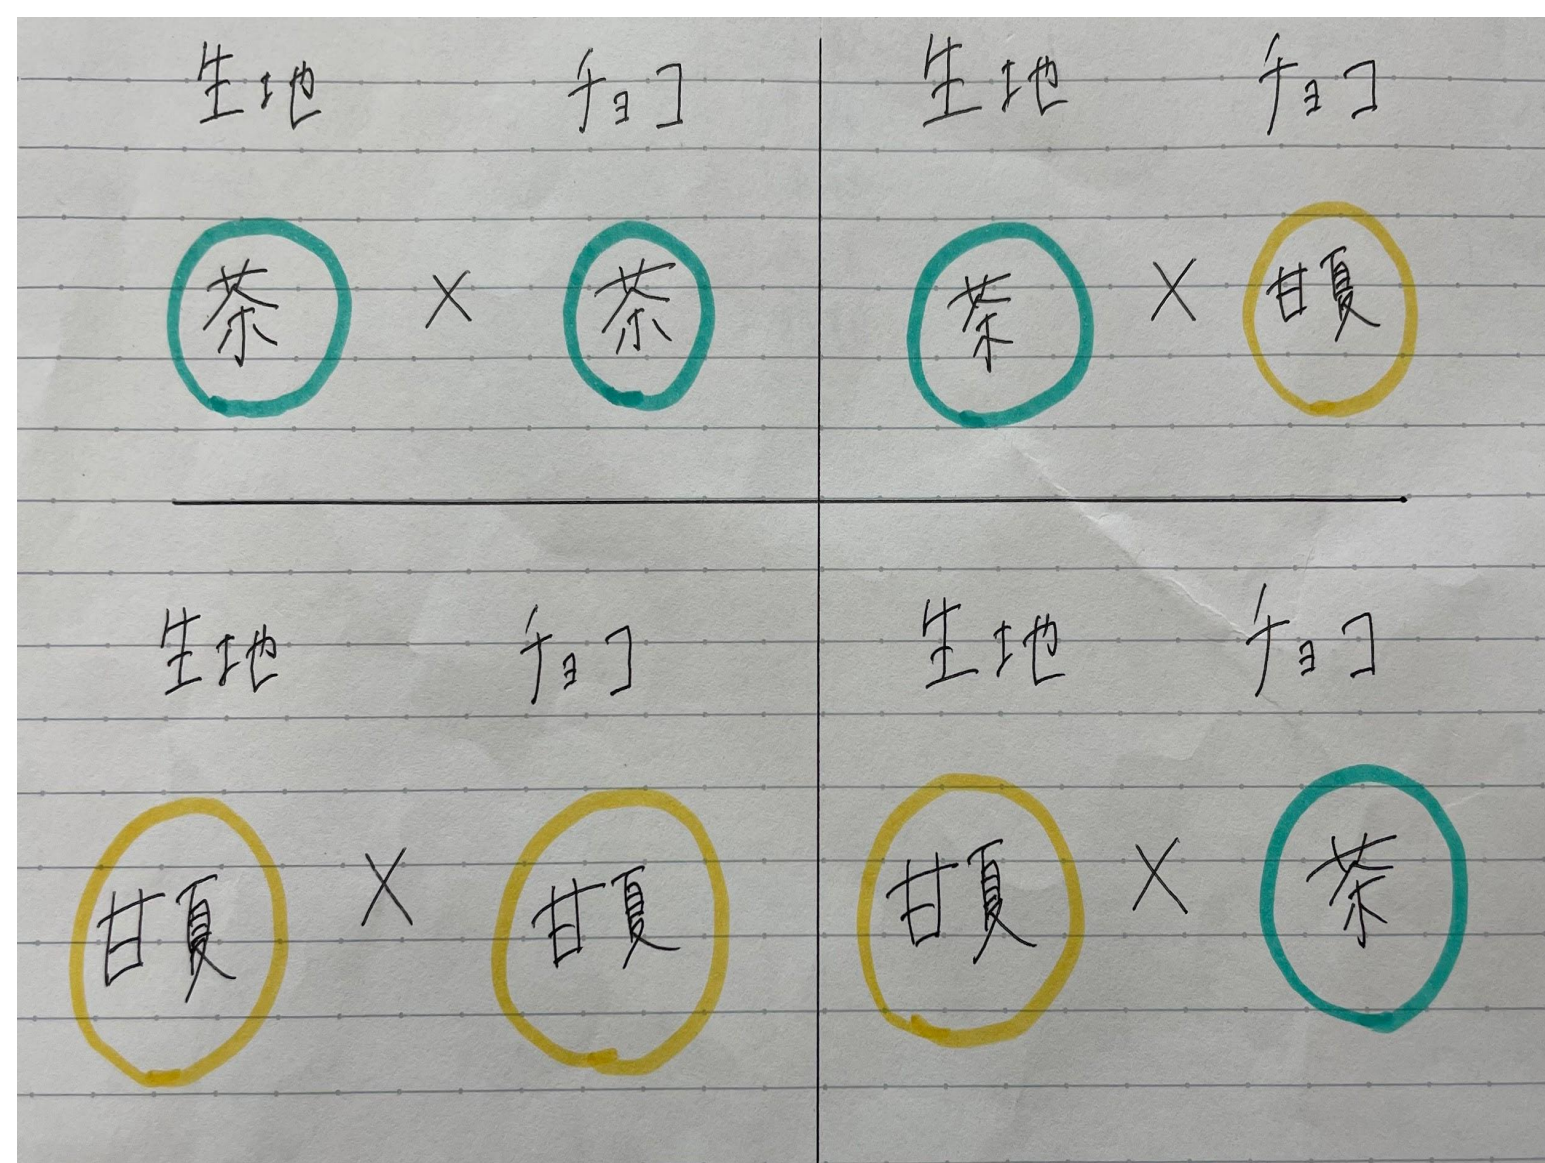 生地 チョコ
茶 × 茶
生地 チョコ
茶 × 甘夏
生地 チョコ
甘夏 × 甘夏
生地 チョコ
甘夏 × 茶